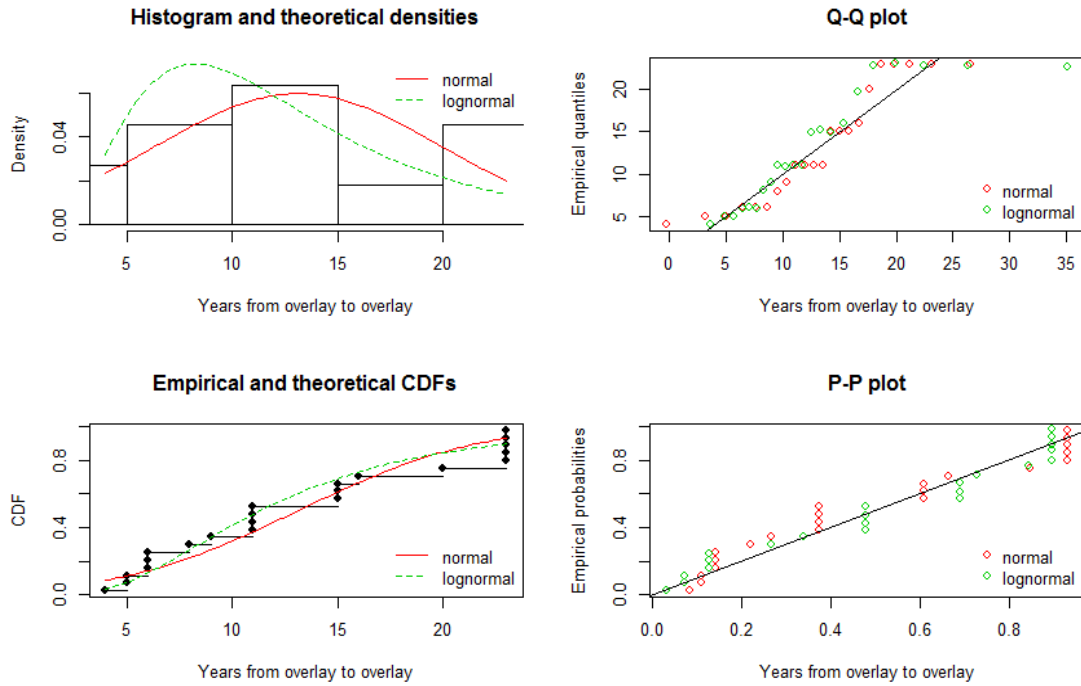 Histogram and theoretical densities
normal
lognormal
Density
0.00
0.04
5
10
15
20
Years from overlay to overlay
Q-Q plot
Empirical quantiles
5
10
15
20
normal
lognormal
0
5
10
15
20
25
30
35
Years from overlay to overlay
Empirical and theoretical CDFs
CDF
0.0
0.4
0.8
normal
lognormal
5
10
15
20
Years from overlay to overlay
P-P plot
Empirical probabilities
0.0
0.4
0.8
normal
lognormal
0.0
0.2
0.4
0.6
0.8
Years from overlay to overlay